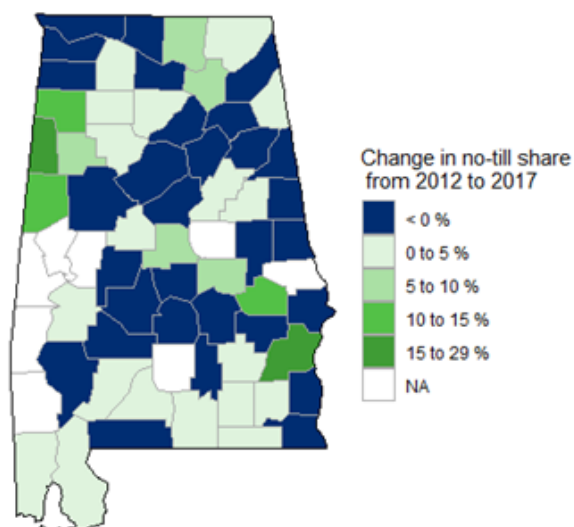 Change in no-till share
from 2012 to 2017
< 0 %
0 to 5 %
5 to 10 %
10 to 15 %
15 to 29 %
NA